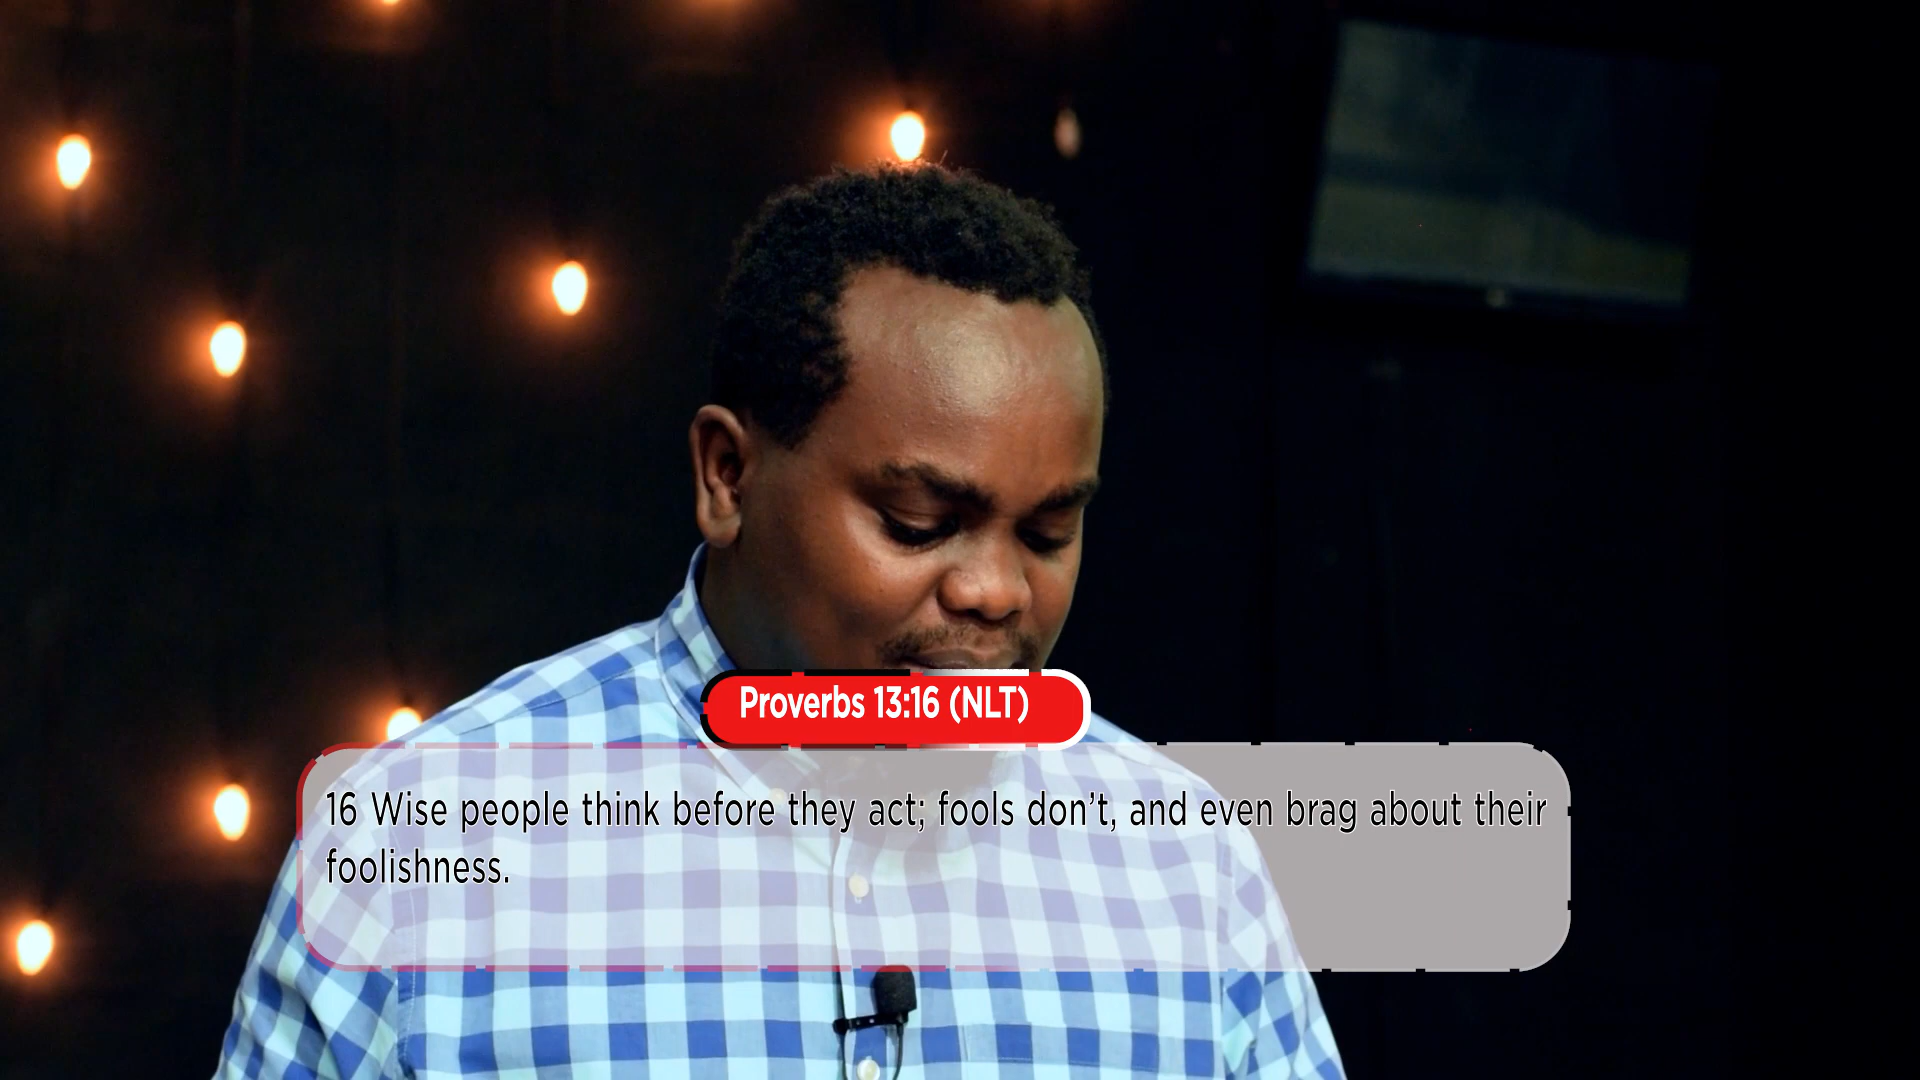 Proverbs 13:16 (NLT)
16 Wise people think before they act; fools don’t, and even brag about their
foolishness.